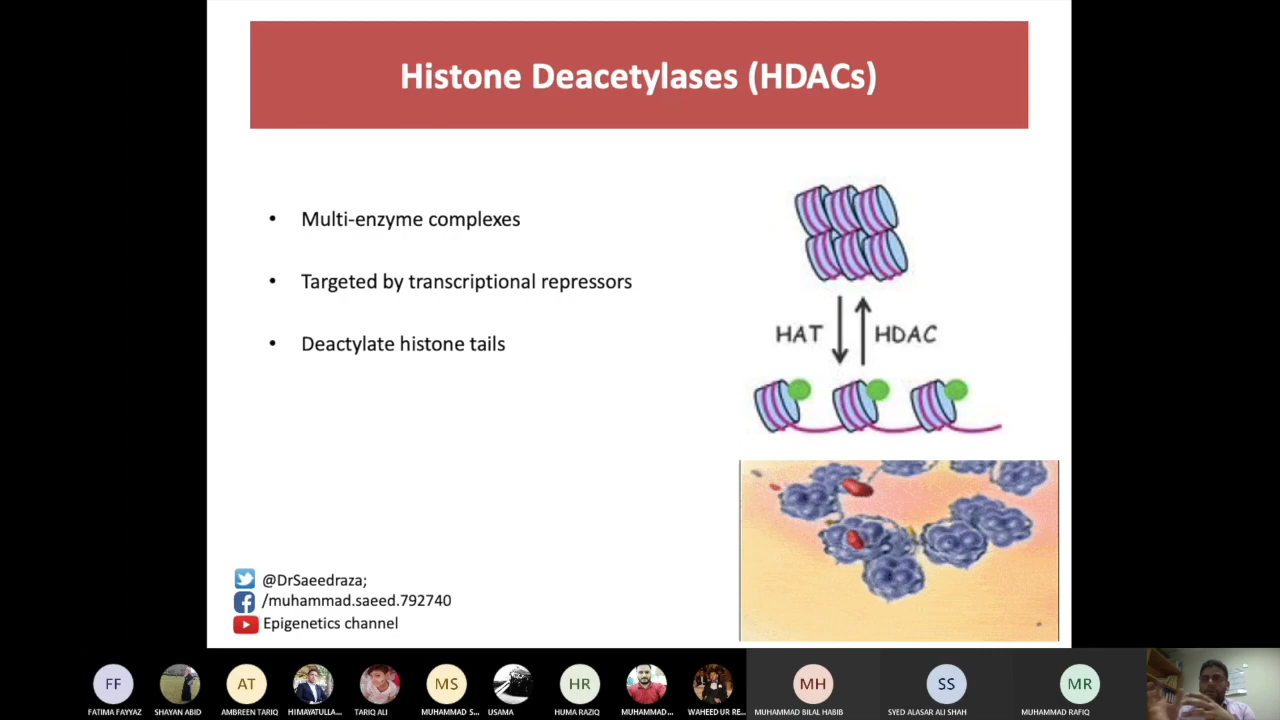 Histone Deacetylases (HDACs)
• Multi-enzyme complexes
• Targeted by transcriptional repressors
• Deactylate histone tails
HAT
HDAC
@DrSaeedraza;
/muhammad.saeed.792740
Epigenetics channel
FF
AT
MS
HR
MH
SS
MR
FATIMA FAYYAZ
SHAYAN ABID
AMBREEN TARIQ
HIMAYATULLA...
TARIQ ALI
MUHAMMAD S...
USAMA
HUMA RAZIQ
MUHAMMAD...
WAHEED UR RE...
MUHAMMAD BILAL HABIB
SYED ALASAR ALI SHAH
MUHAMMAD RAFIQ